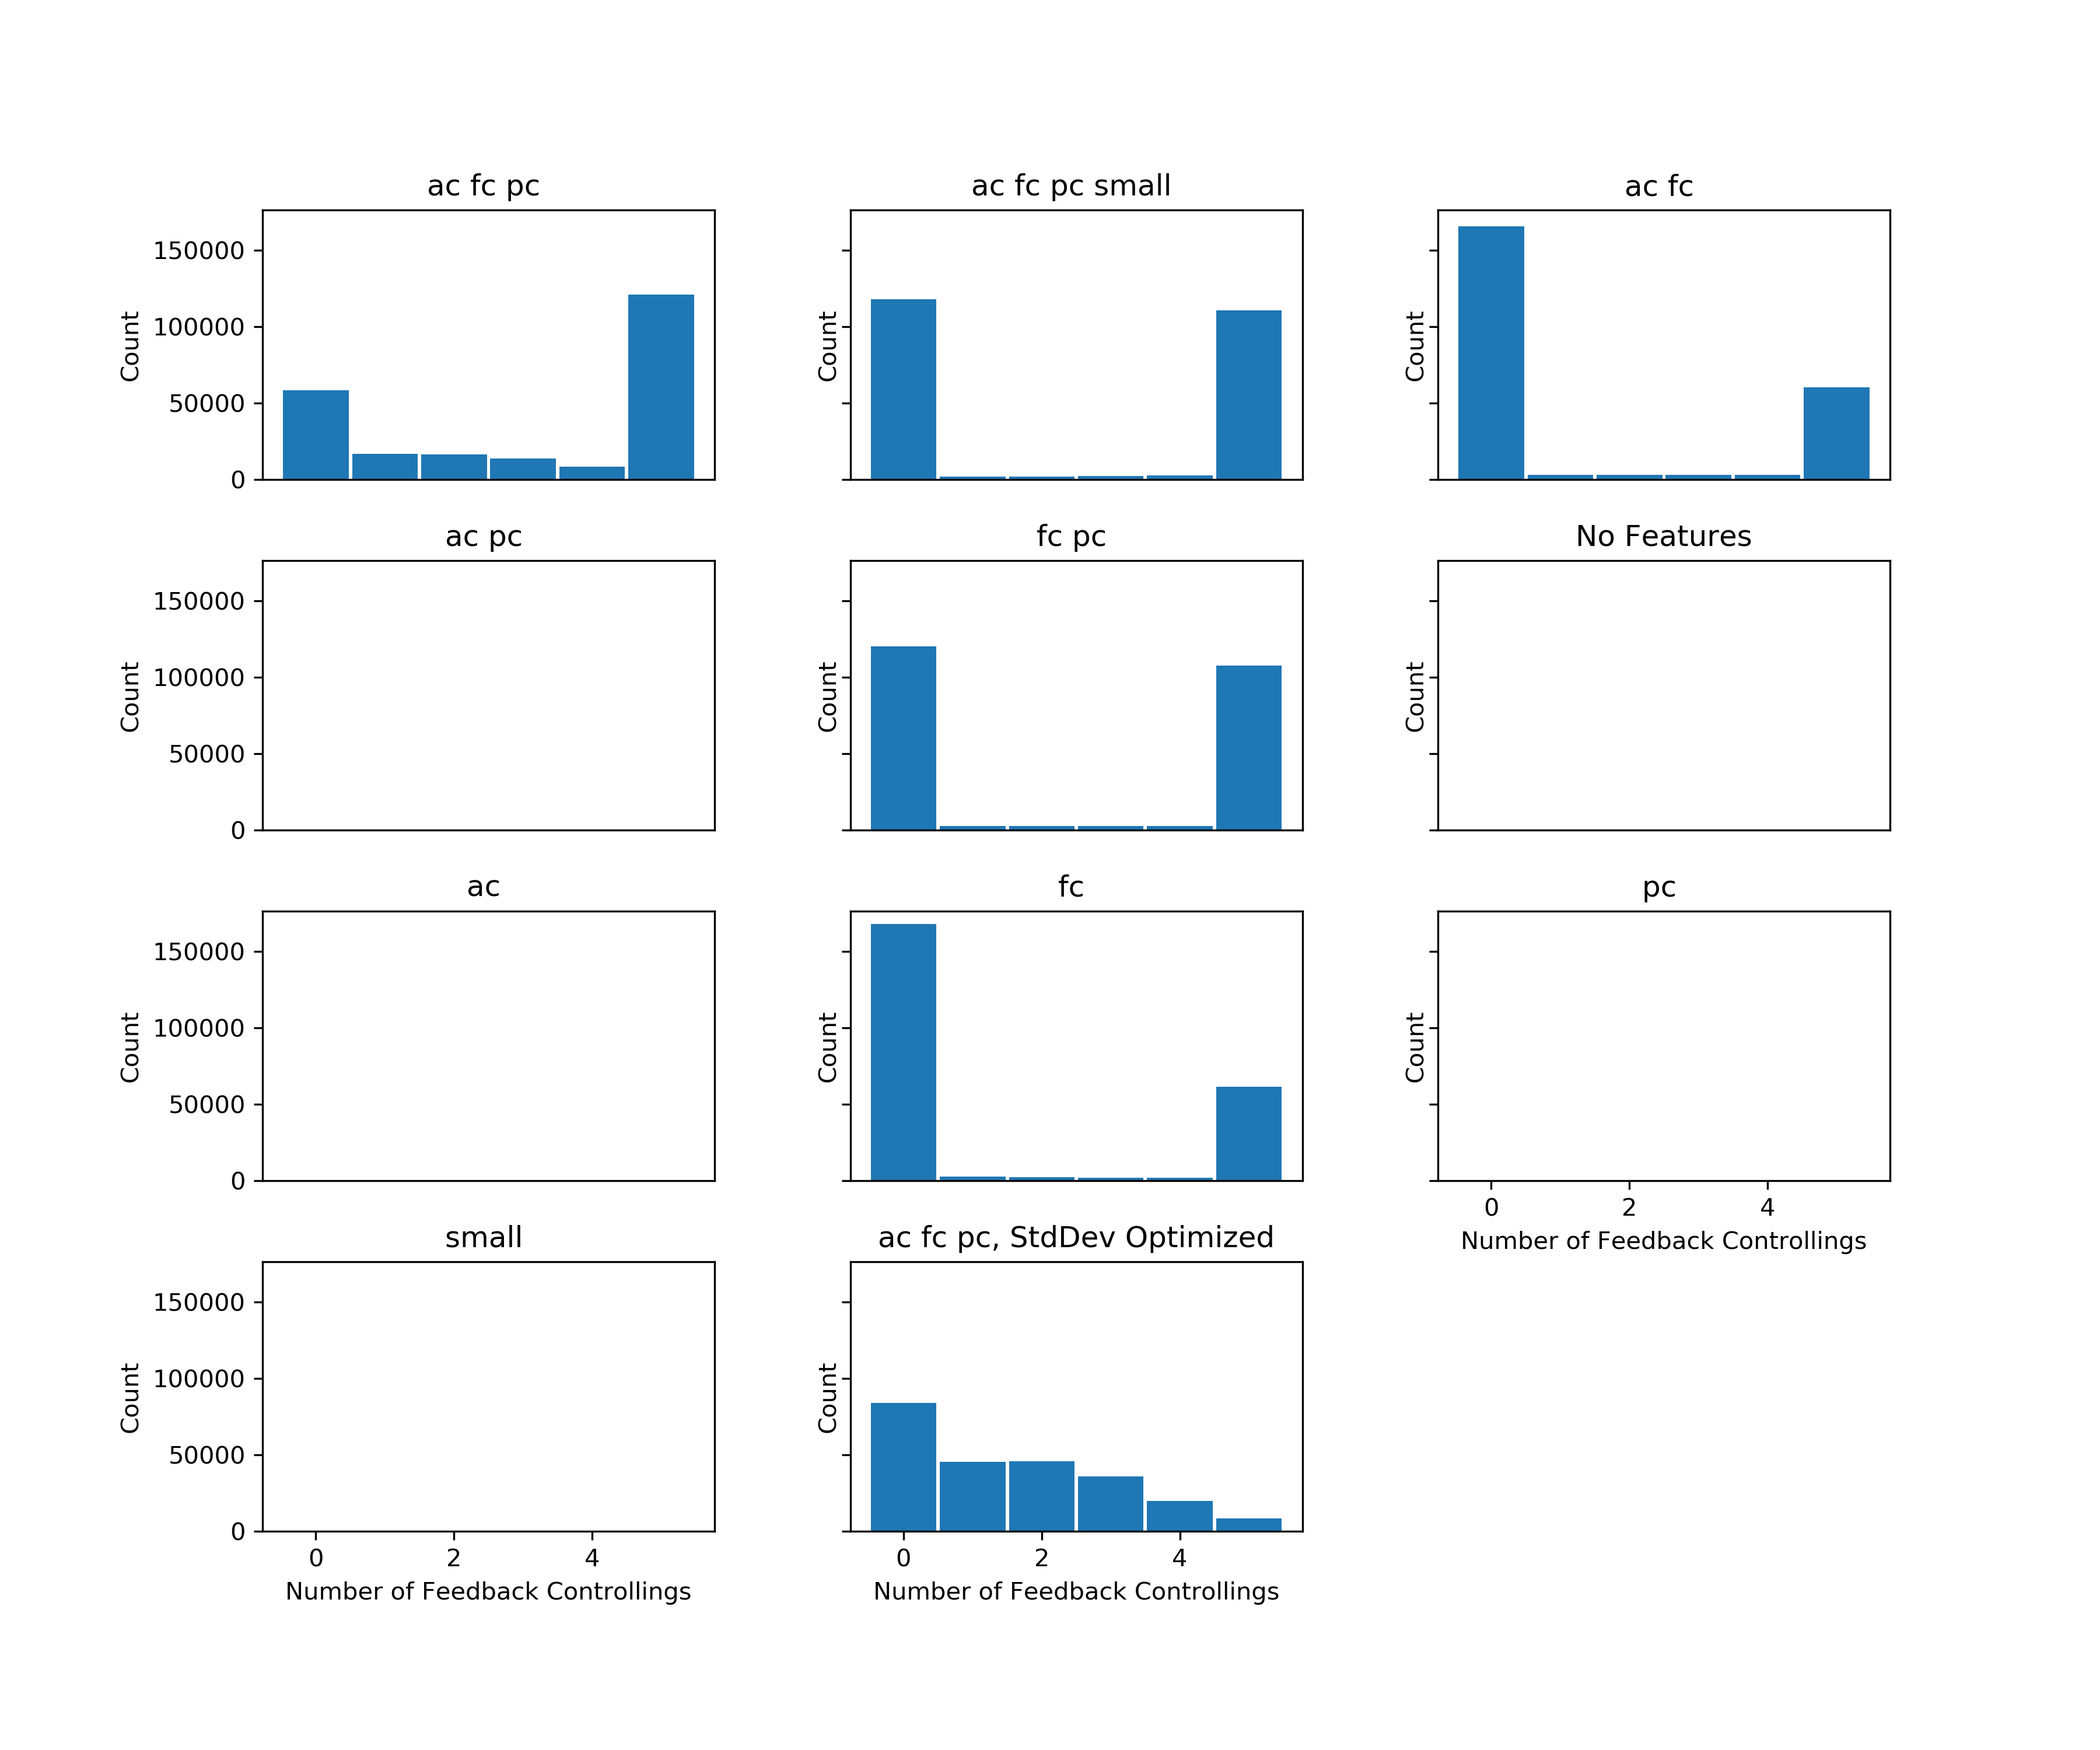 ac fc pc
ac fc pc small
ac fc
150000
100000
50000
0
Count
Count
Count
ac pc
fc pc
No Features
150000
100000
50000
0
Count
Count
Count
ac
fc
pc
150000
100000
50000
0
Count
Count
Count
0 2 4
Number of Feedback Controllings
small
ac fc pc, StdDev Optimized
150000
100000
50000
0
Count
Count
0 2 4
0 2 4
Number of Feedback Controllings
Number of Feedback Controllings